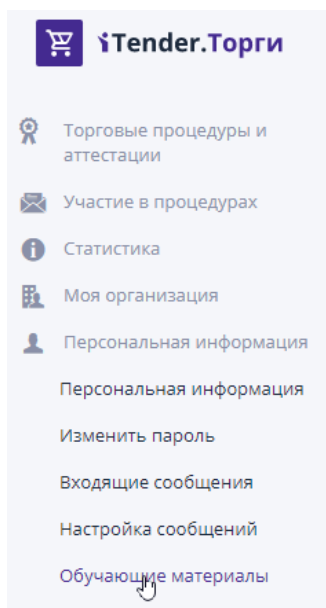 iTender.Торги
Торговые процедуры и
аттестации
Участие в процедурах
Статистика
Моя организация
Персональная информация
Персональная информация
Изменить пароль
Входящие сообщения
Настройка сообщений
Обучающие материалы